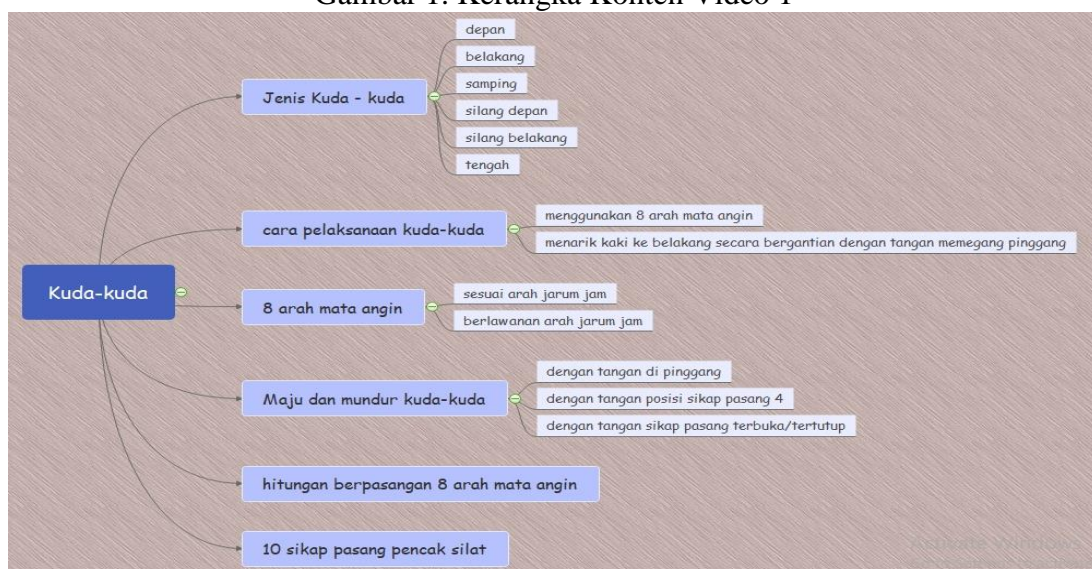 Gambar 1. Kerangka Konten Video 1
depan
belakang
Jenis Kuda - kuda
samping
silang depan
silang belakang
tengah
cara pelaksanaan kuda-kuda
menggunakan 8 arah mata angin
menarik kaki ke belakang secara bergantian dengan tangan memegang pinggang
Kuda-kuda
8 arah mata angin
sesuai arah jarum jam
berlawanan arah jarum jam
Maju dan mundur kuda-kuda
dengan tangan di pinggang
dengan tangan posisi sikap pasang 4
dengan tangan sikap pasang terbuka/tertutup
hitungan berpasangan 8 arah mata angin
10 sikap pasang pencak silat
Activate Windows